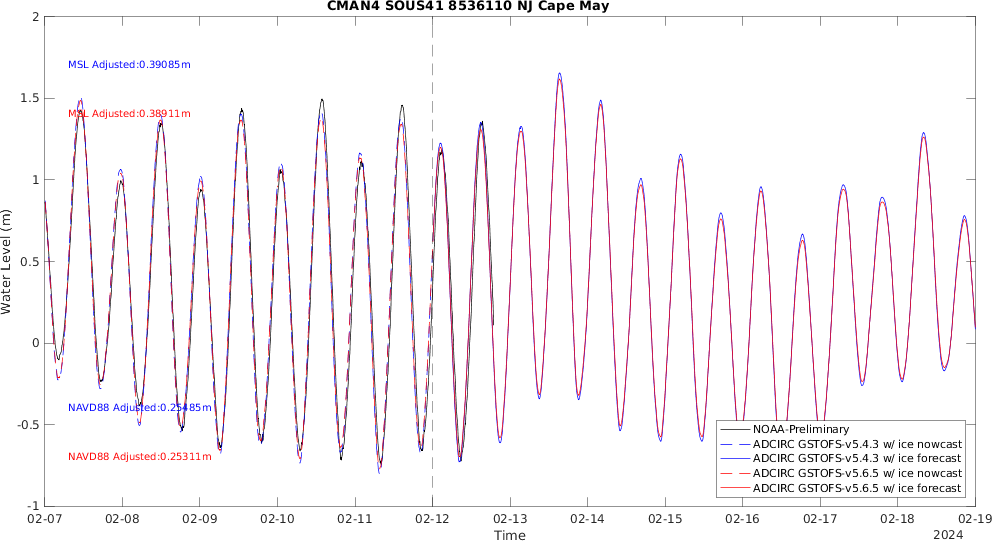 CMAN4 SOUS41 8536110 NJ Cape May
2
MSL Adjusted:0.39085m
1.5
MSL Adjusted:0.38911m
1
Water Level (m)
0.5
0
NAVD88 Adjusted:0.25485m
-0.5
NAVD88 Adjusted:0.25311m
NOAA-Preliminary
ADCIRC GSTOFS-v5.4.3 w/ ice nowcast
ADCIRC GSTOFS-v5.4.3 w/ ice forecast
ADCIRC GSTOFS-v5.6.5 w/ ice nowcast
ADCIRC GSTOFS-v5.6.5 w/ ice forecast
-1
02-07 02-08 02-09 02-10 02-11 02-12 02-13 02-14 02-15 02-16 02-17 02-18 02-19
Time
2024